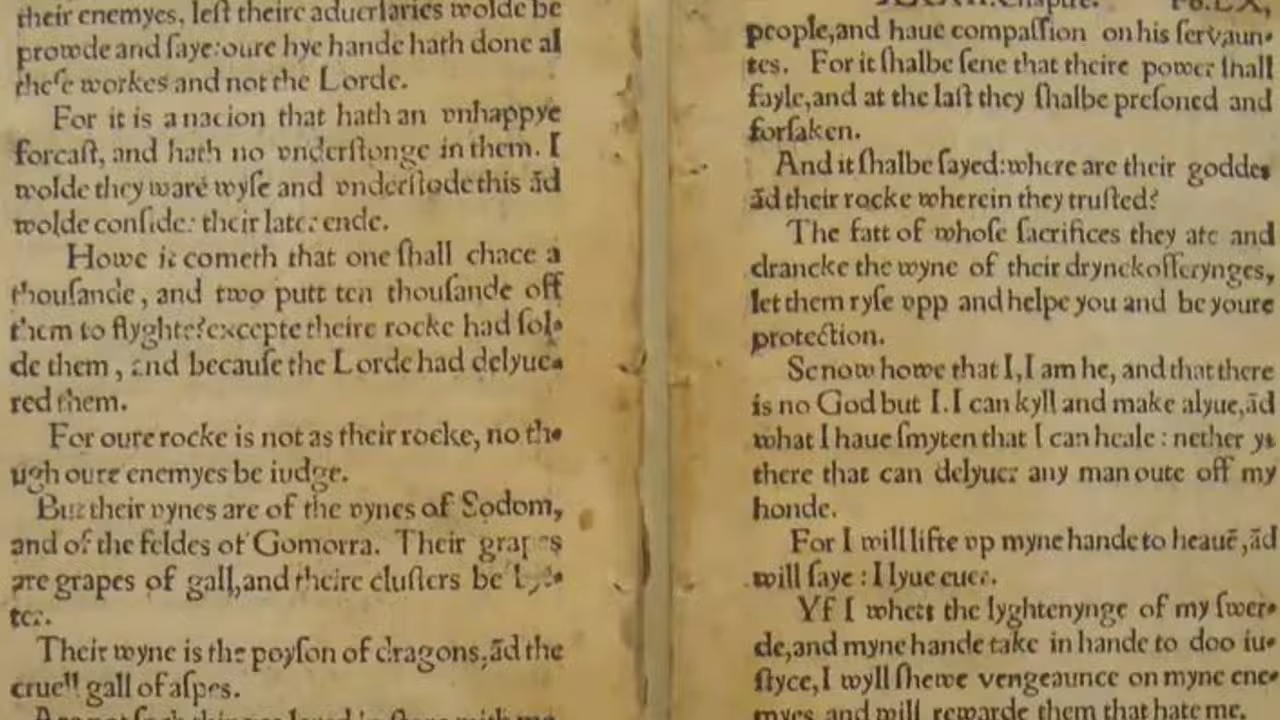 their enemyes, leſt theire aduerſaries wolde be
prowde and ſaye: oure hye hande hath done al
theſe workes and not the Lorde.
For it is a nacion that hath an vnhappye
forcaſt, and hath no vnderſtonge in them. I
wolde they ware wyſe and vnderſtode this ād
wolde conſider their later ende.
Howe it cometh that one ſhall chace a
thouſande, and two putt ten thouſande off
them to flyghte? excepte theire rocke had ſol-
de them, and becauſe the Lorde had delyue-
red them.
For oure rocke is not as their rocke, no tho-
ugh oure enemyes be iudge.
But their vynes are of the vynes of Sodom,
and of the feldes of Gomorra. Their grapes
are grapes of gall, and theire cluſters be
ter.
Their wyne is the poyſon of dragons, ād the
cruell gall of aſpes.
people, and haue compaſſion on his ſervaun-
tes. For it ſhalbe ſene that theire power ſhall
fayle, and at the laſt they ſhalbe preſoned and
forſaken.
And it ſhalbe ſayed: where are their goddes
ād their rocke wherein they truſted?
The fatt of whoſe ſacrifices they ate and
drancke the wyne of their drynckofferynges,
let them ryſe vpp and helpe you and be youre
protection.
Se now howe that I, I am he, and that there
is no God but I. I can kyll and make alyue, ād
what I haue ſmyten that I can heale: nether ys
there that can delyuer any man oute off my
honde.
For I will lifte vp myne hande to heauē, ād
will ſaye: I lyue euer.
Yf I whett the lyghtenynge of my ſwer-
de, and myne hande take in hande to doo iu-
ſtyce, I wyll ſhewe vengeaunce on myne ene-
myes and will rewarde them that hate me.